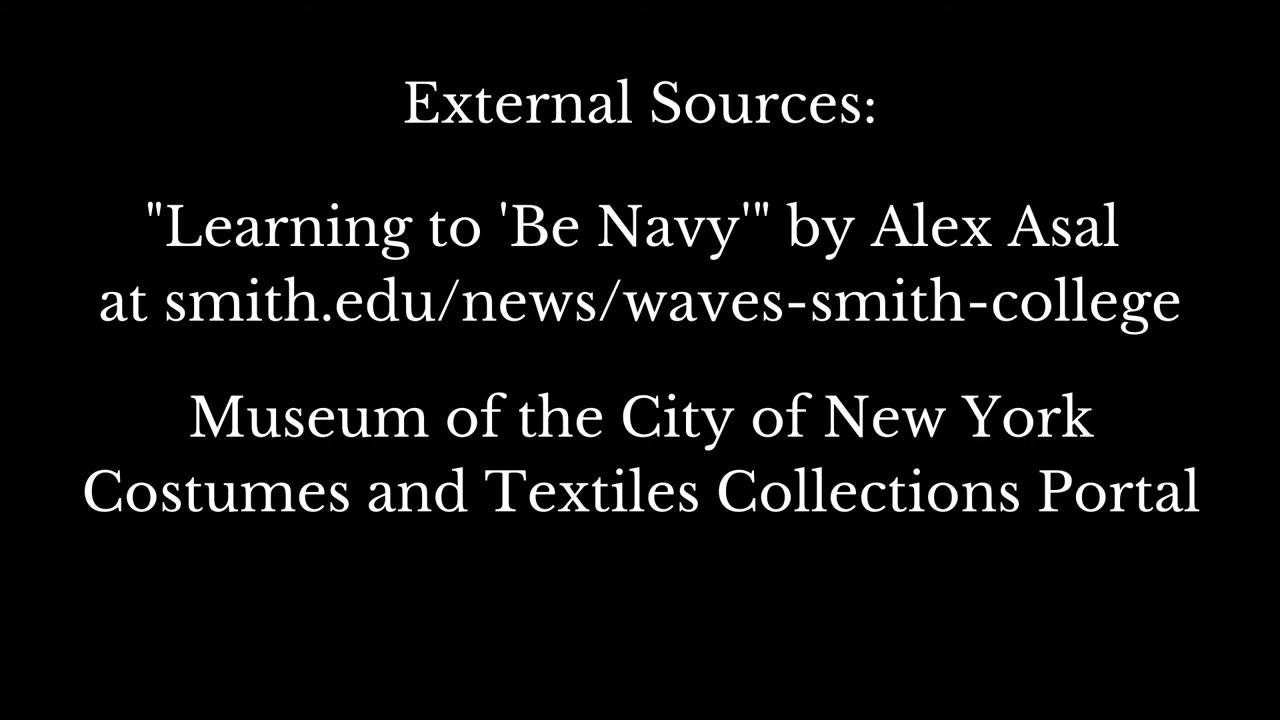 External Sources:
"Learning to 'Be Navy'" by Alex Asal
at smith.edu/news/waves-smith-college
Museum of the City of New York
Costumes and Textiles Collections Portal